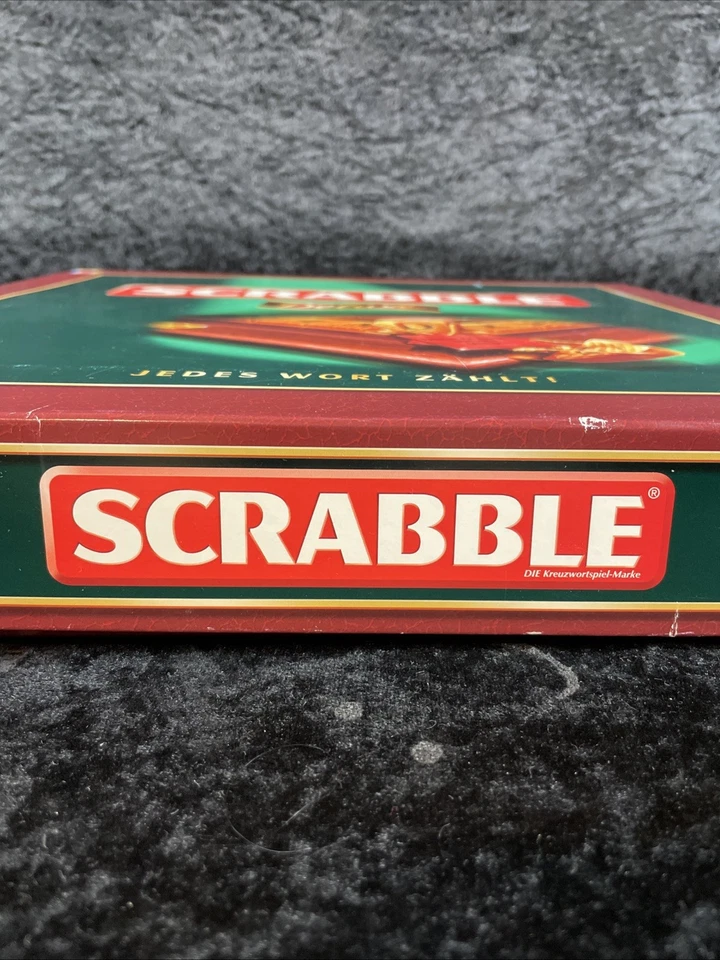 SCRABBLE
JEDES WORT ZÄHLT!
SCRABBLE®
DIE Kreuzwortspiel-Marke